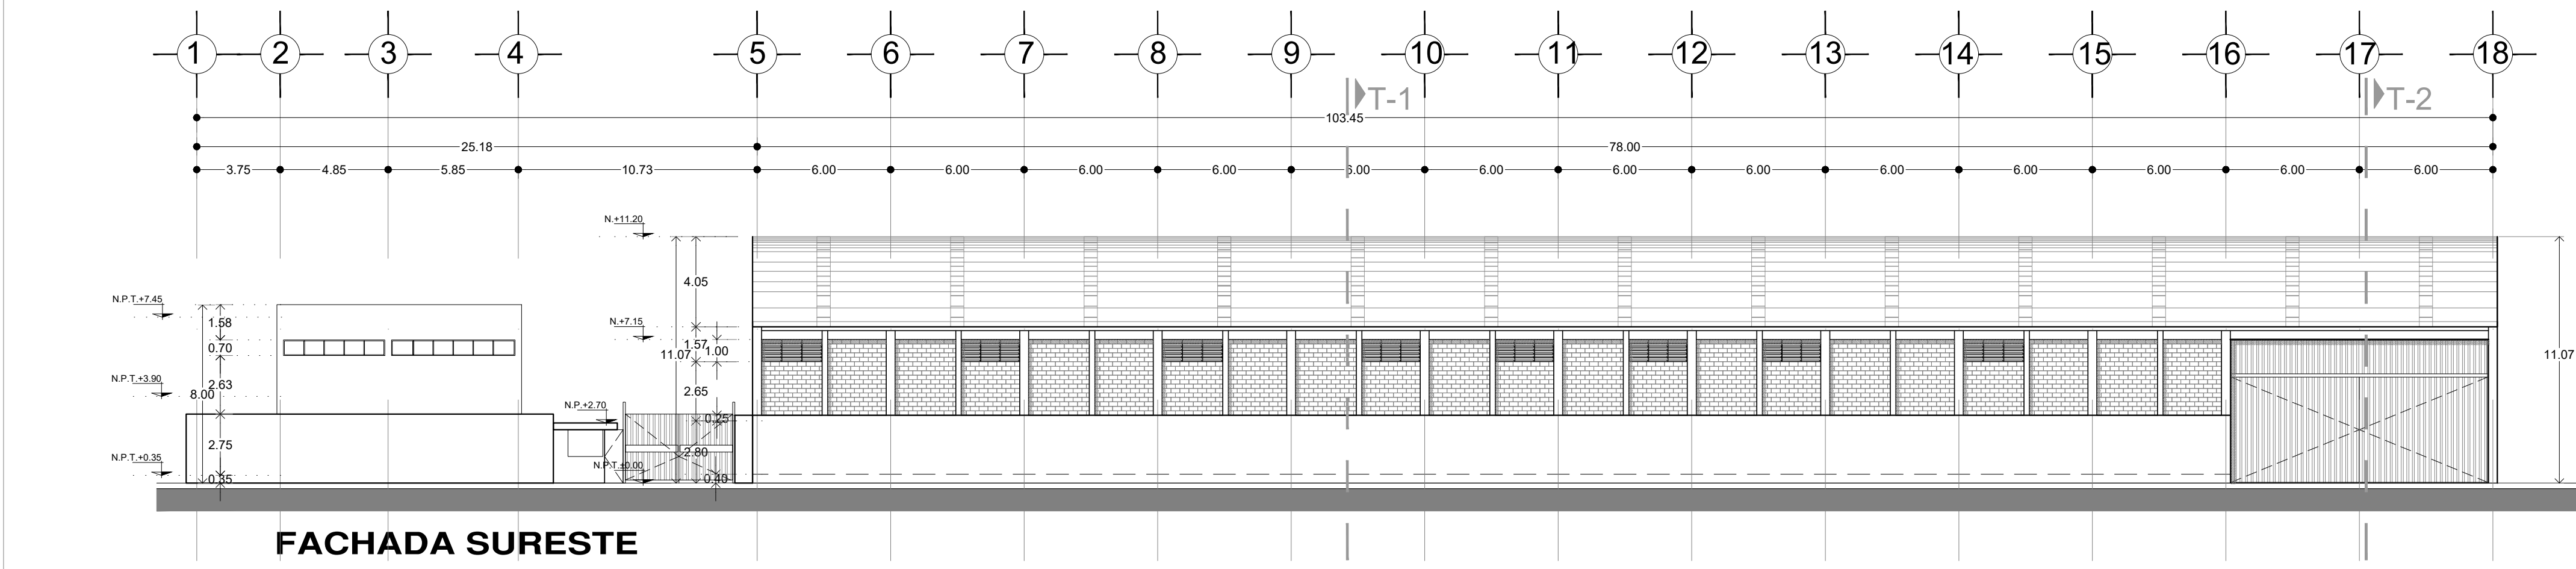 1 2 3 4 5 6 7 8 9 10 11 12 13 14 15 16 17 18
T-1 T-2
103.45
25.18 78.00
3.75 4.85 5.85 10.73 6.00 6.00 6.00 6.00 6.00 6.00 6.00 6.00 6.00 6.00 6.00 6.00 6.00
N.+11.20
4.05
N.P.T.+7.45
1.58
N.+7.15
0.70
1.57
1.00
11.07
11.07
N.P.T.+3.90
2.63
8.00
2.65
N.P.+2.70
0.25
2.75
2.80
N.P.T.+0.35
N.P.T.±0.00
0.35
0.40
FACHADA SURESTE